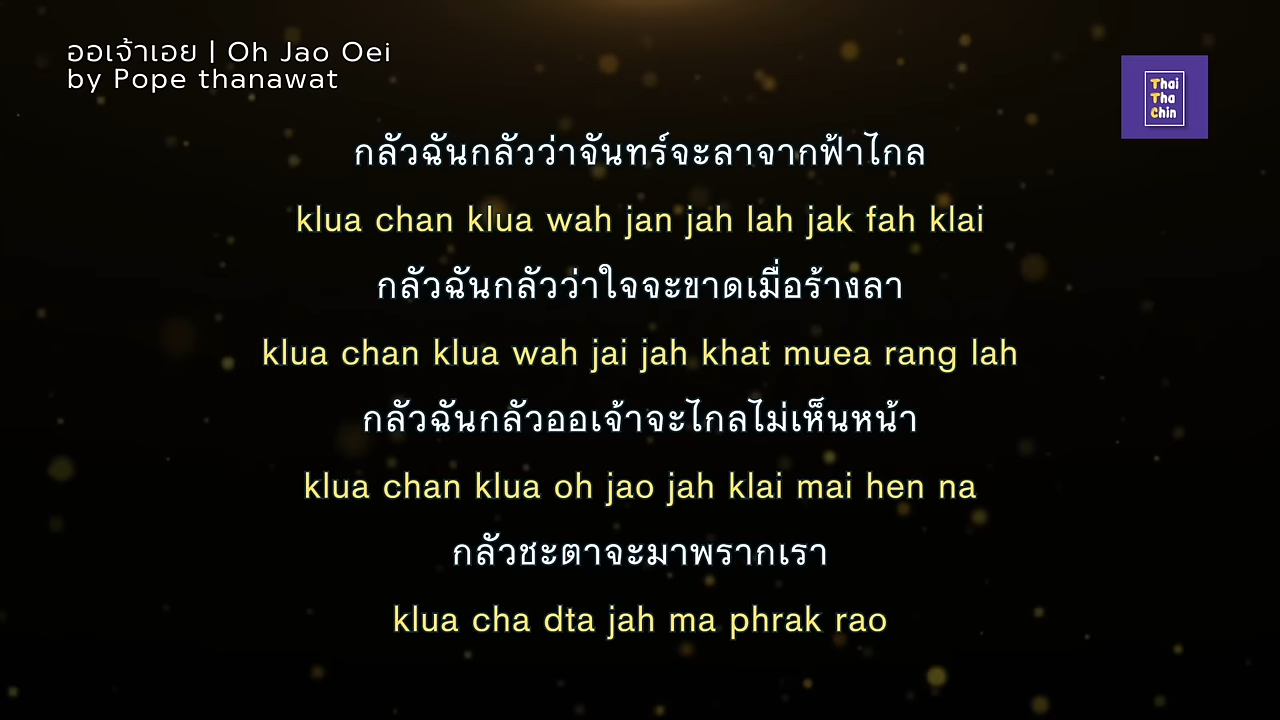 ออเจ้าเอย | Oh Jao Oei
by Pope thanawat
Thai
Tha
Chin
กลัวฉันกลัวว่าจันทร์จะลาจากฟ้าไกล
klua chan klua wah jan jah lah jak fah klai
กลัวฉันกลัวว่าใจจะขาดเมื่อร้างลา
klua chan klua wah jai jah khat muea rang lah
กลัวฉันกลัวออเจ้าจะไกลไม่เห็นหน้า
klua chan klua oh jao jah klai mai hen na
กลัวชะตาจะมาพรากเรา
klua cha dta jah ma phrak rao